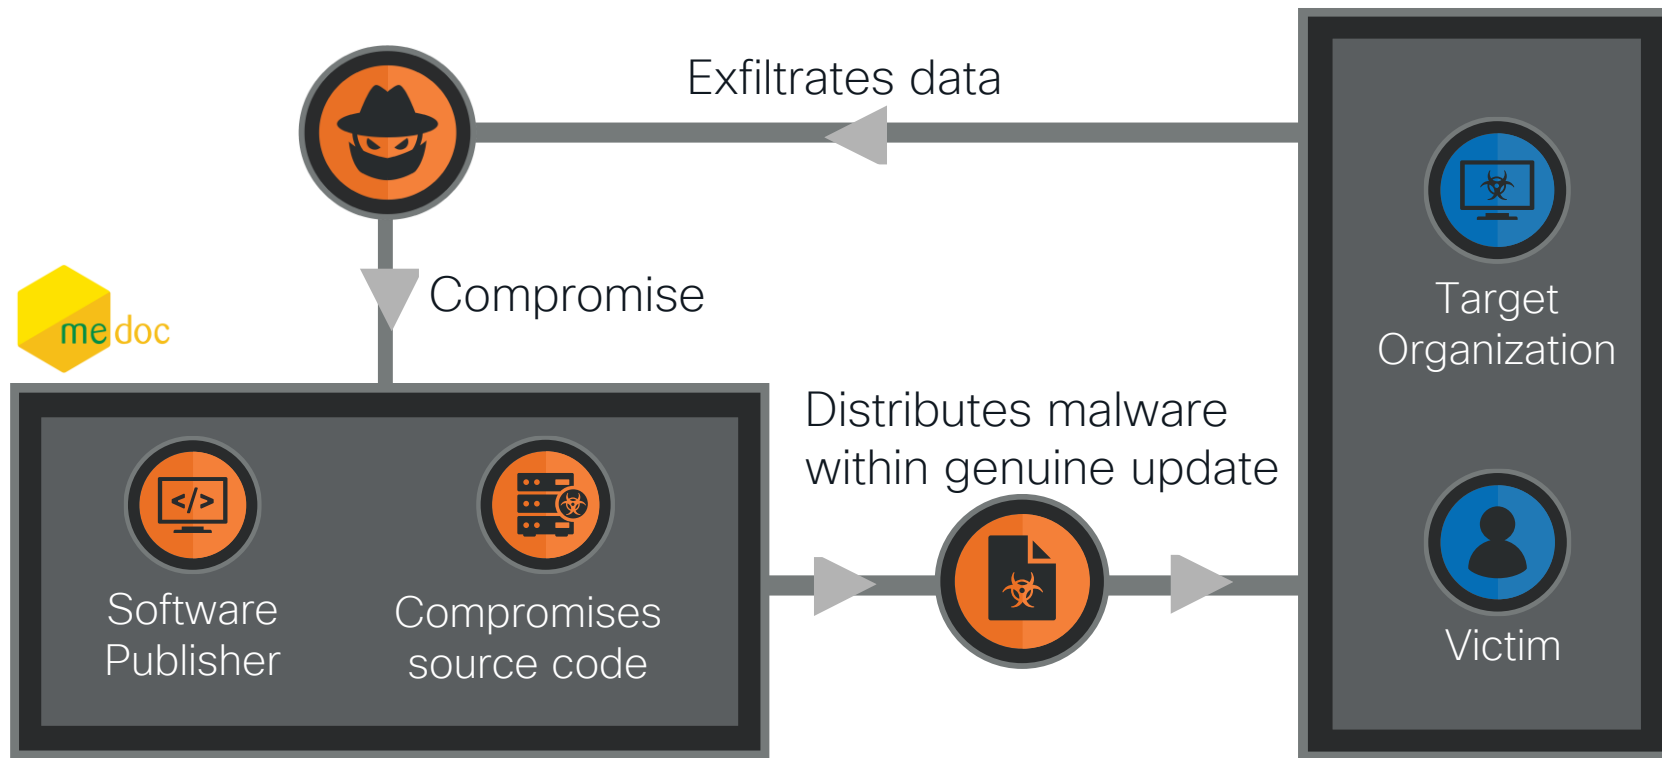 Exfiltrates data
Compromise
me doc
Target
Organization
Distributes malware
within genuine update
</>
Software
Publisher
Compromises
source code
Victim